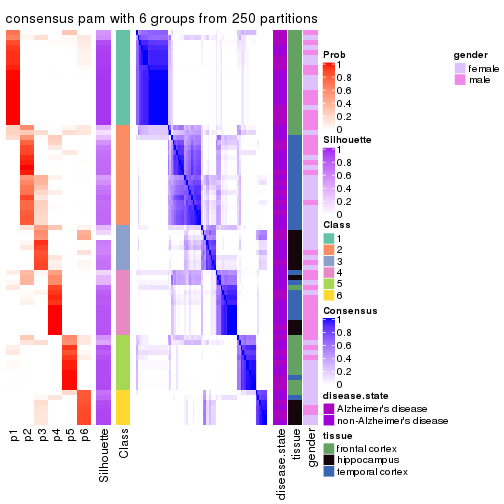 consensus pam with 6 groups from 250 partitions
Prob
1
0.8
0.6
0.4
0.2
0
gender
female
male
Silhouette
1
0.8
0.6
0.4
0.2
0
Class
1
2
3
4
5
6
Consensus
1
0.8
0.6
0.4
0.2
0
disease.state
Alzheimer's disease
non-Alzheimer's disease
tissue
frontal cortex
hippocampus
temporal cortex
p1
p2
p3
p4
p5
p6
Silhouette
Class
disease.state
tissue
gender